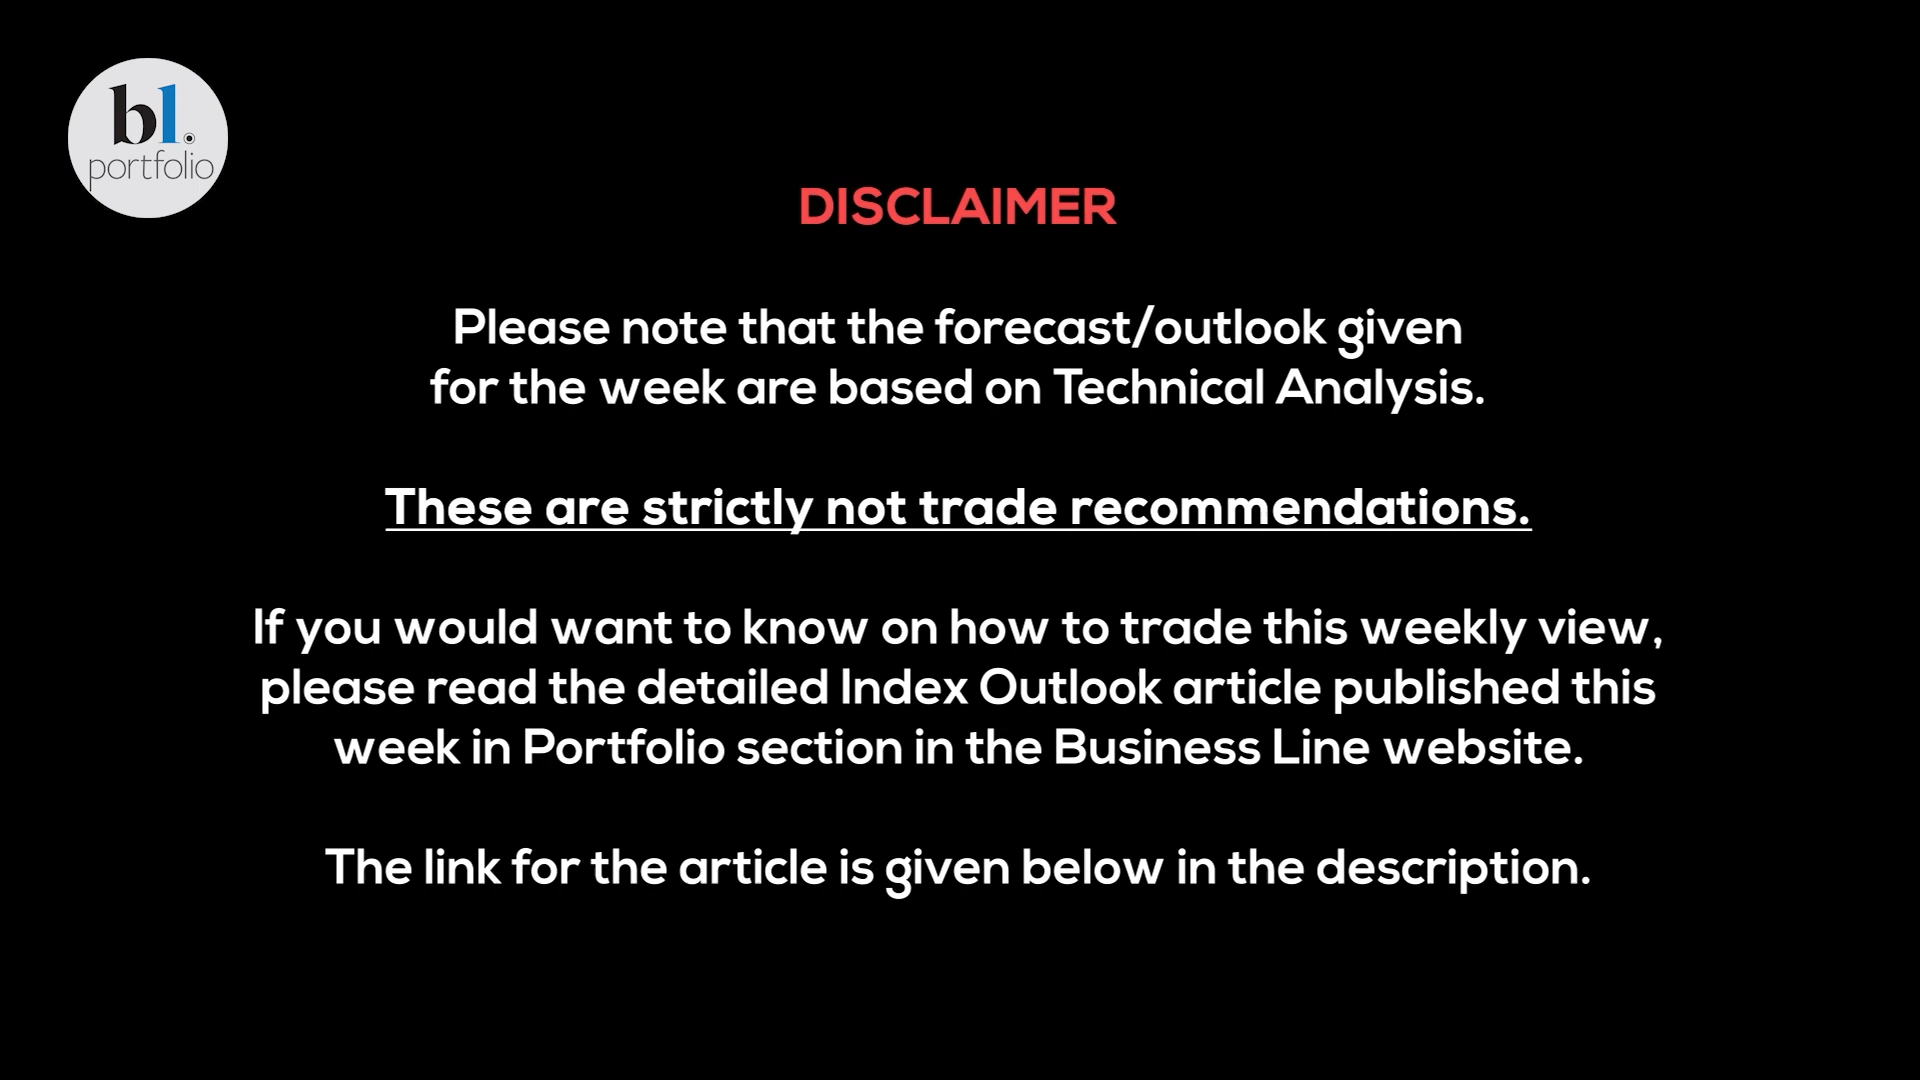 bl.
portfolio
DISCLAIMER
Please note that the forecast/outlook given
for the week are based on Technical Analysis.
These are strictly not trade recommendations.
If you would want to know on how to trade this weekly view,
please read the detailed Index Outlook article published this
week in Portfolio section in the Business Line website.
The link for the article is given below in the description.